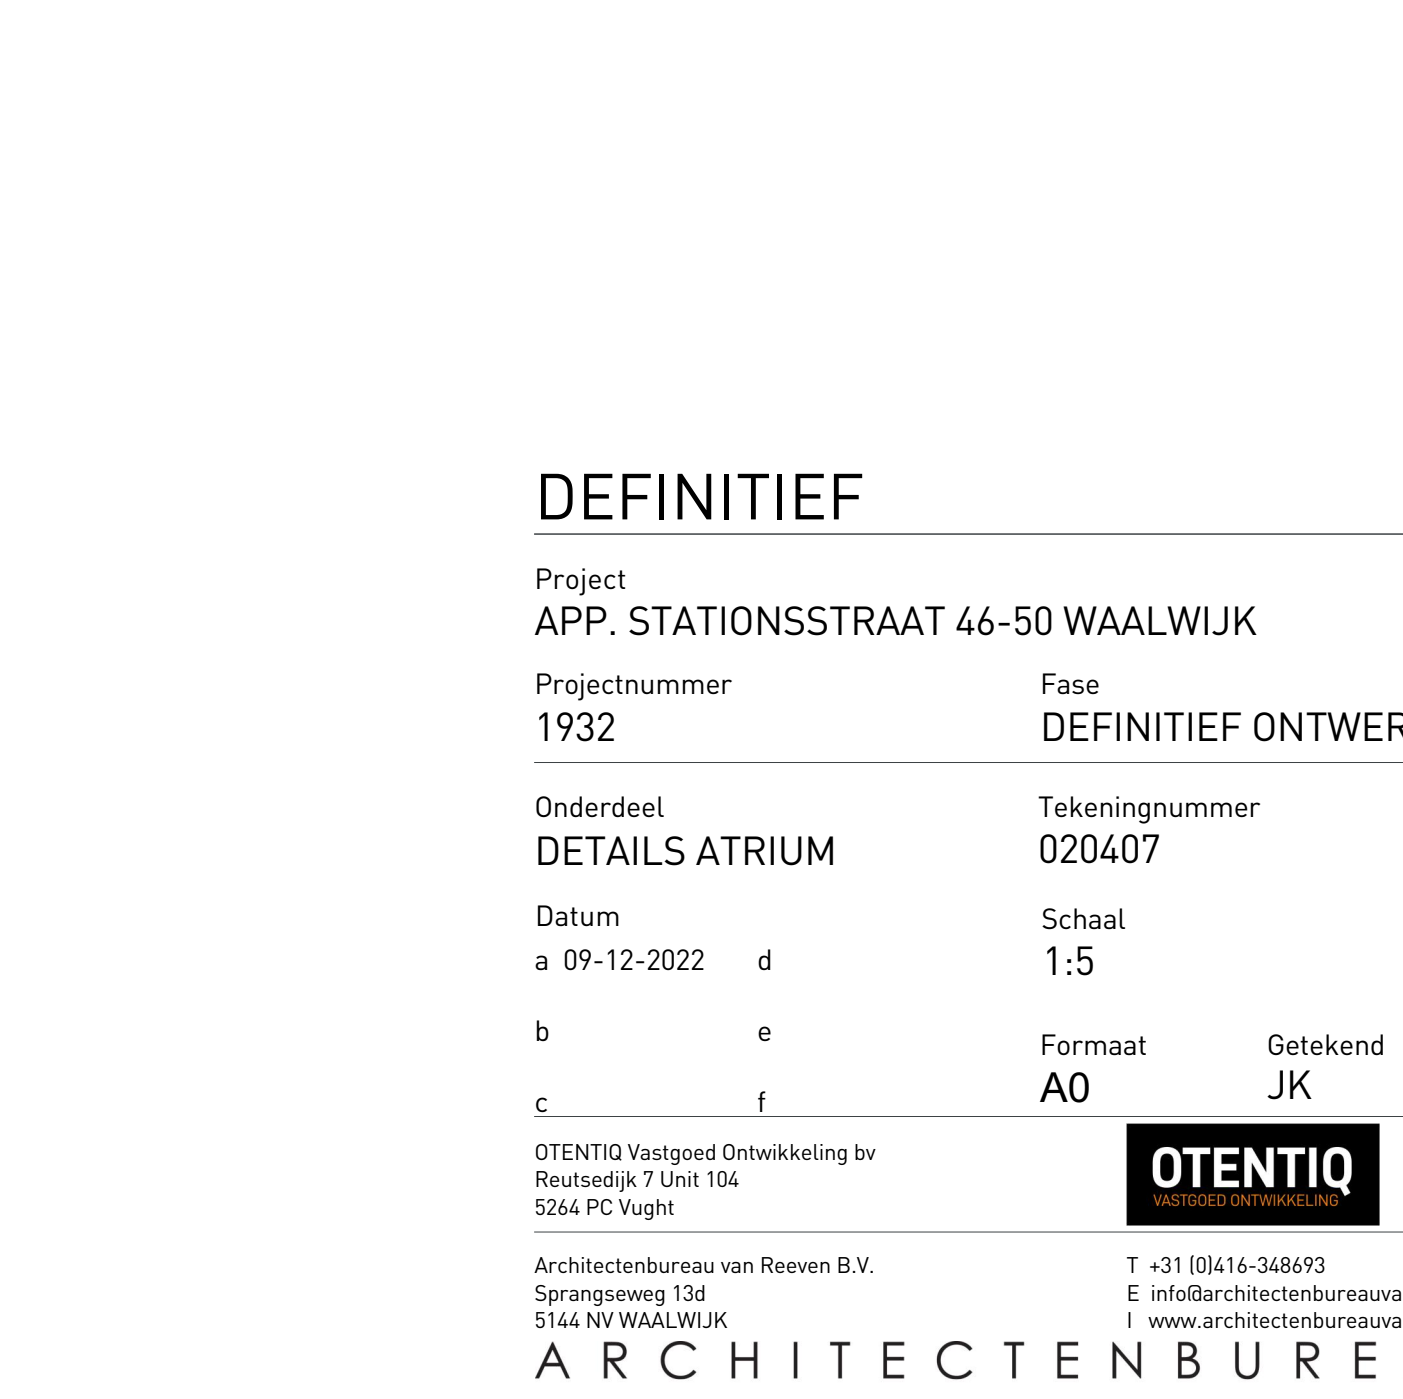 DEFINITIEF
Project
APP. STATIONSSTRAAT 46-50 WAALWIJK
Projectnummer
1932
Fase
DEFINITIEF ONTWER
Onderdeel
DETAILS ATRIUM
Tekeningnummer
020407
Datum
a 09-12-2022 d
b e
c f
Schaal
1:5
Formaat
A0
Getekend
JK
OTENTIQ Vastgoed Ontwikkeling bv
Reutsedijk 7 Unit 104
5264 PC Vught
OTENTIQ
VASTGOED ONTWIKKELING
Architectenbureau van Reeven B.V.
Sprangseweg 13d
5144 NV WAALWIJK
T +31 (0)416-348693
E info@architectenbureauva
I www.architectenbureauva
ARCHITECTENBURE